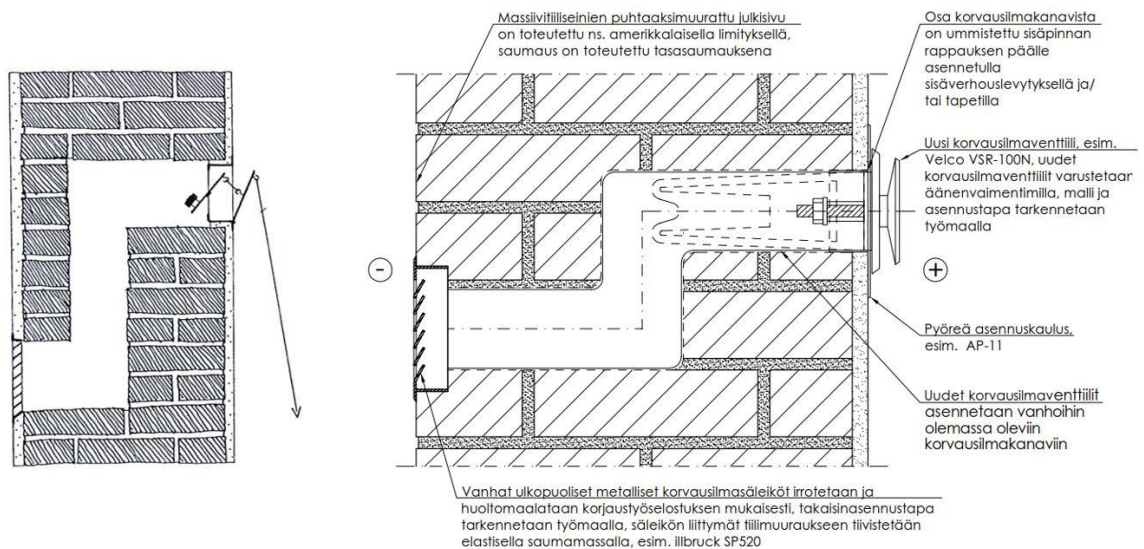 Massiivitiiliseinien puhtaaksimuurattu julkisivu
on toteutettu ns. amerikkalaisella limityksellä,
saumaus on toteutettu tasasaumauksena
Osa korvausilmakanavista
on ummistettu sisäpinnan
rappauksen päälle
asennetulla
sisäverhouslevytyksellä ja/
tai tapetilla
Uusi korvausilmaventtiili, esim.
Velco VSR-100N, uudet
korvausilmaventtiilit varustetaan
äänenvaimentimilla, malli ja
asennustapa tarkennetaan
työmaalla
-
+
Pyöreä asennuskaulus,
esim. AP-11
Uudet korvausilmaventtiilit
asennetaan vanhoihin
olemassa oleviin
korvausilmakanaviin
Vanhat ulkopuoliset metalliset korvausilmasäleiköt irrotetaan ja
huoltomaalataan korjaustyöselostuksen mukaisesti, takaisinasennustapa
tarkennetaan työmaalla, säleikön liittymät tiilimuuraukseen tiivistetään
elastisella saumamassalla, esim. illbruck SP520